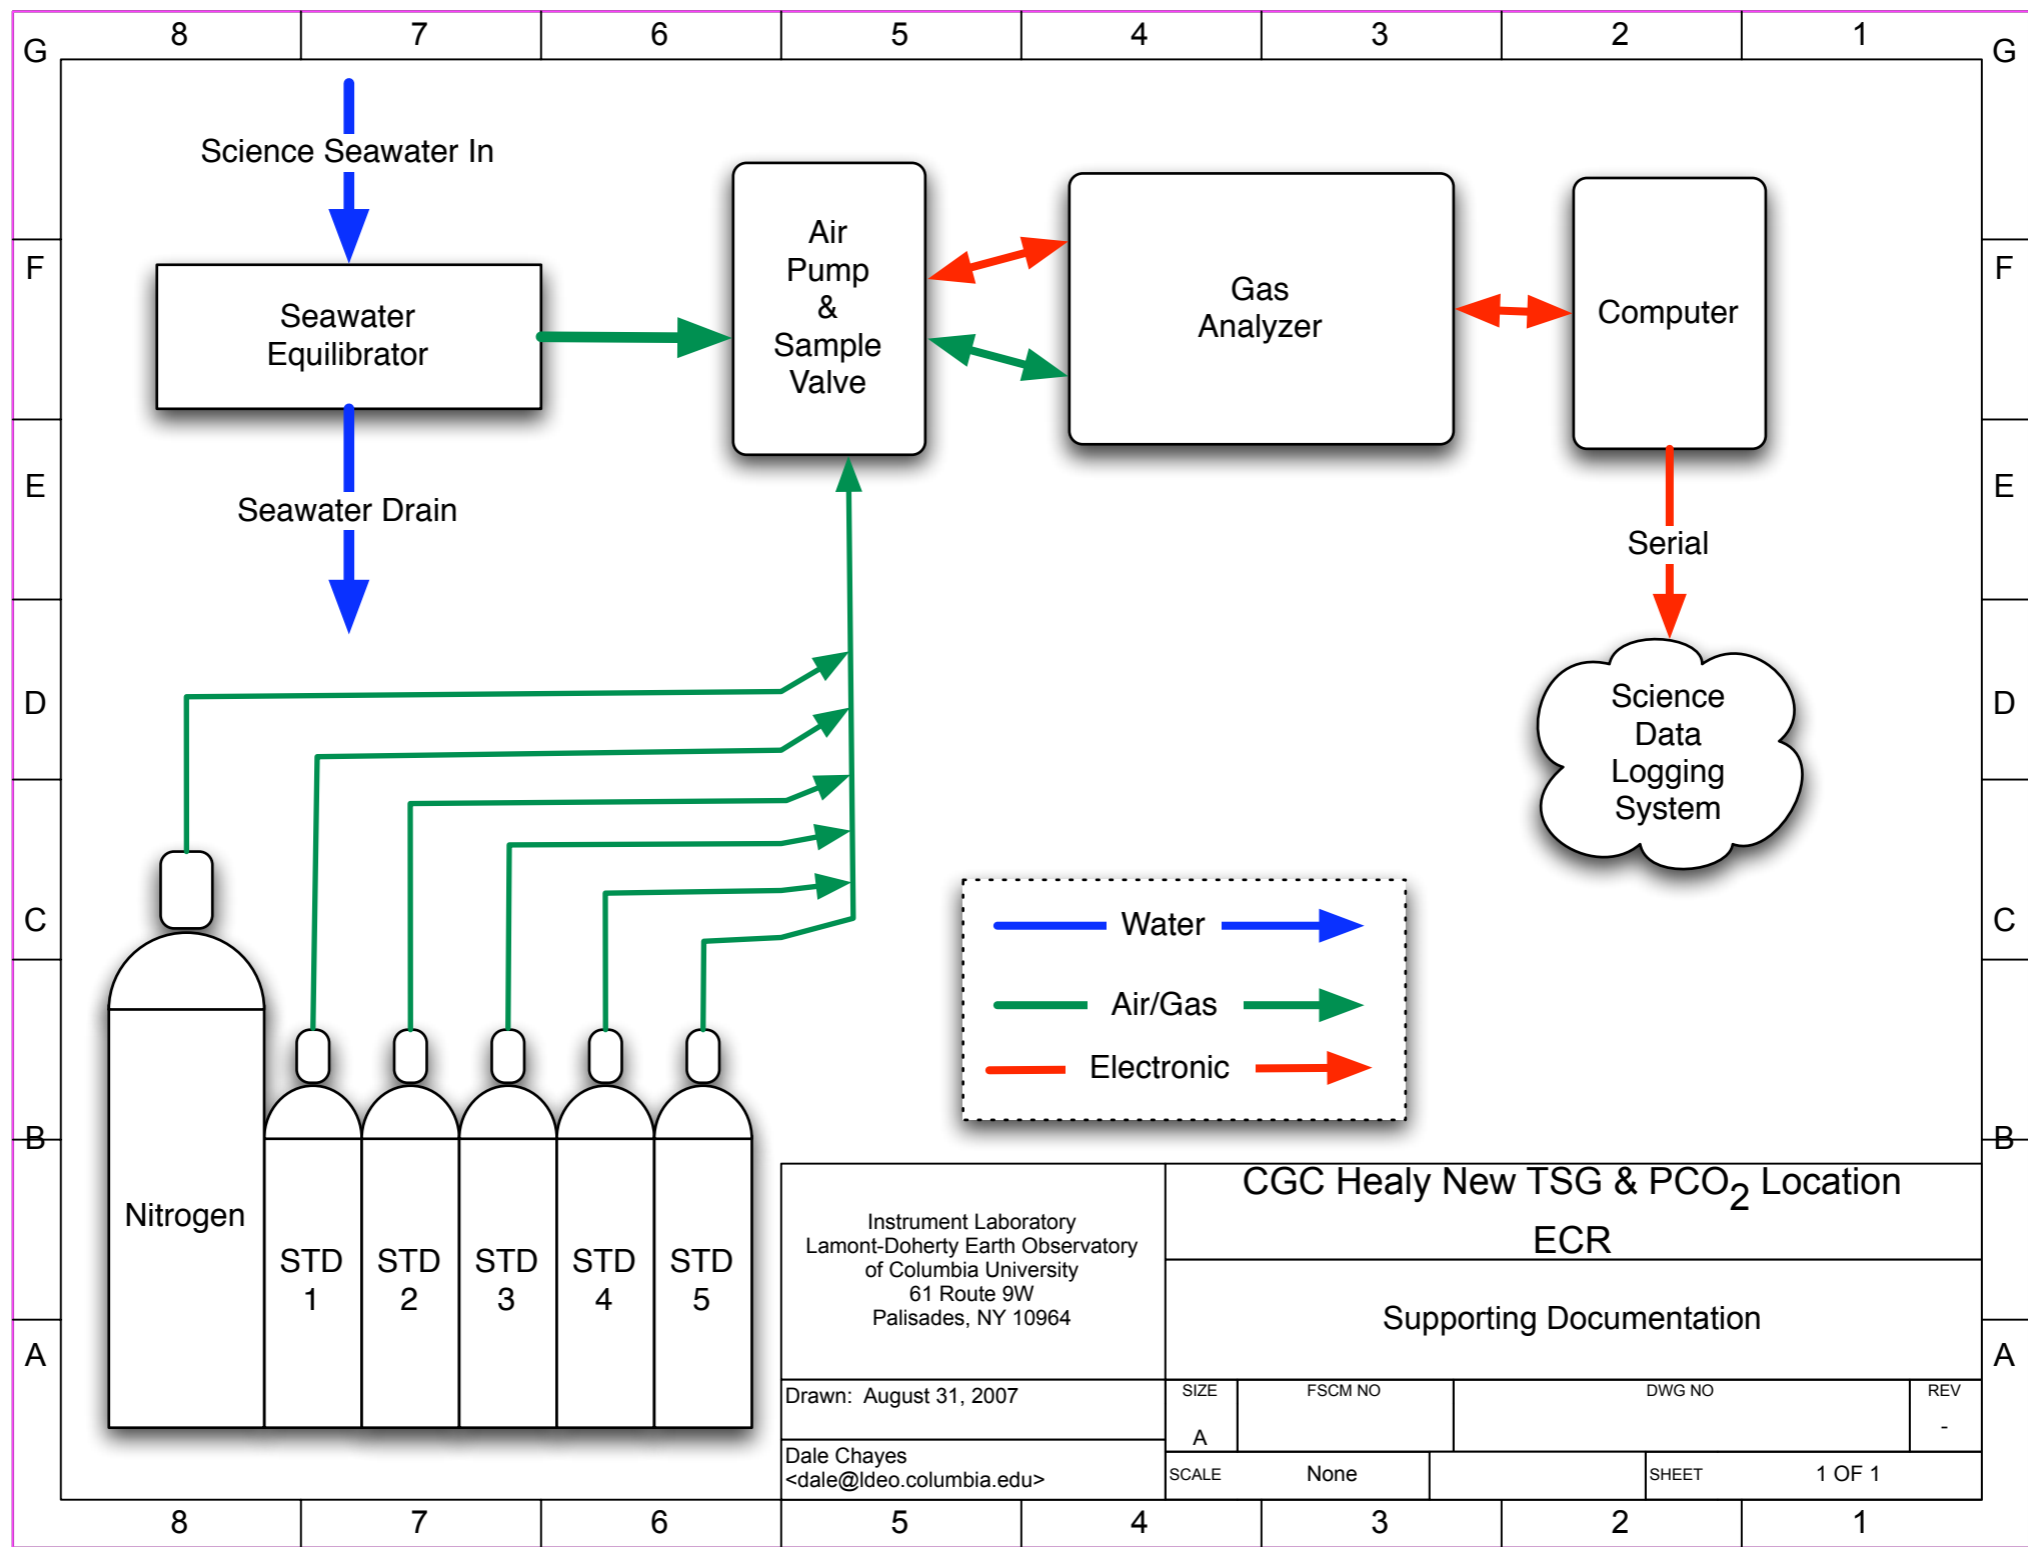 8 7 6 5 4 3 2 1
G G
Science Seawater In
F F
Seawater
Equilibrator
Air
Pump
&
Sample
Valve
Gas
Analyzer
Computer
E E
Seawater Drain
Serial
D D
Science
Data
Logging
System
C C
Water
Air/Gas
Electronic
B B
Nitrogen
STD
1
STD
2
STD
3
STD
4
STD
5
A A
Instrument Laboratory
Lamont-Doherty Earth Observatory
of Columbia University
61 Route 9W
Palisades, NY 10964
CGC Healy New TSG & PCO2 Location
ECR
Supporting Documentation
Drawn: August 31, 2007
SIZE
A
FSCM NO
DWG NO
REV
-
Dale Chayes
<dale@ldeo.columbia.edu>
SCALE None
SHEET 1 OF 1
8 7 6 5 4 3 2 1